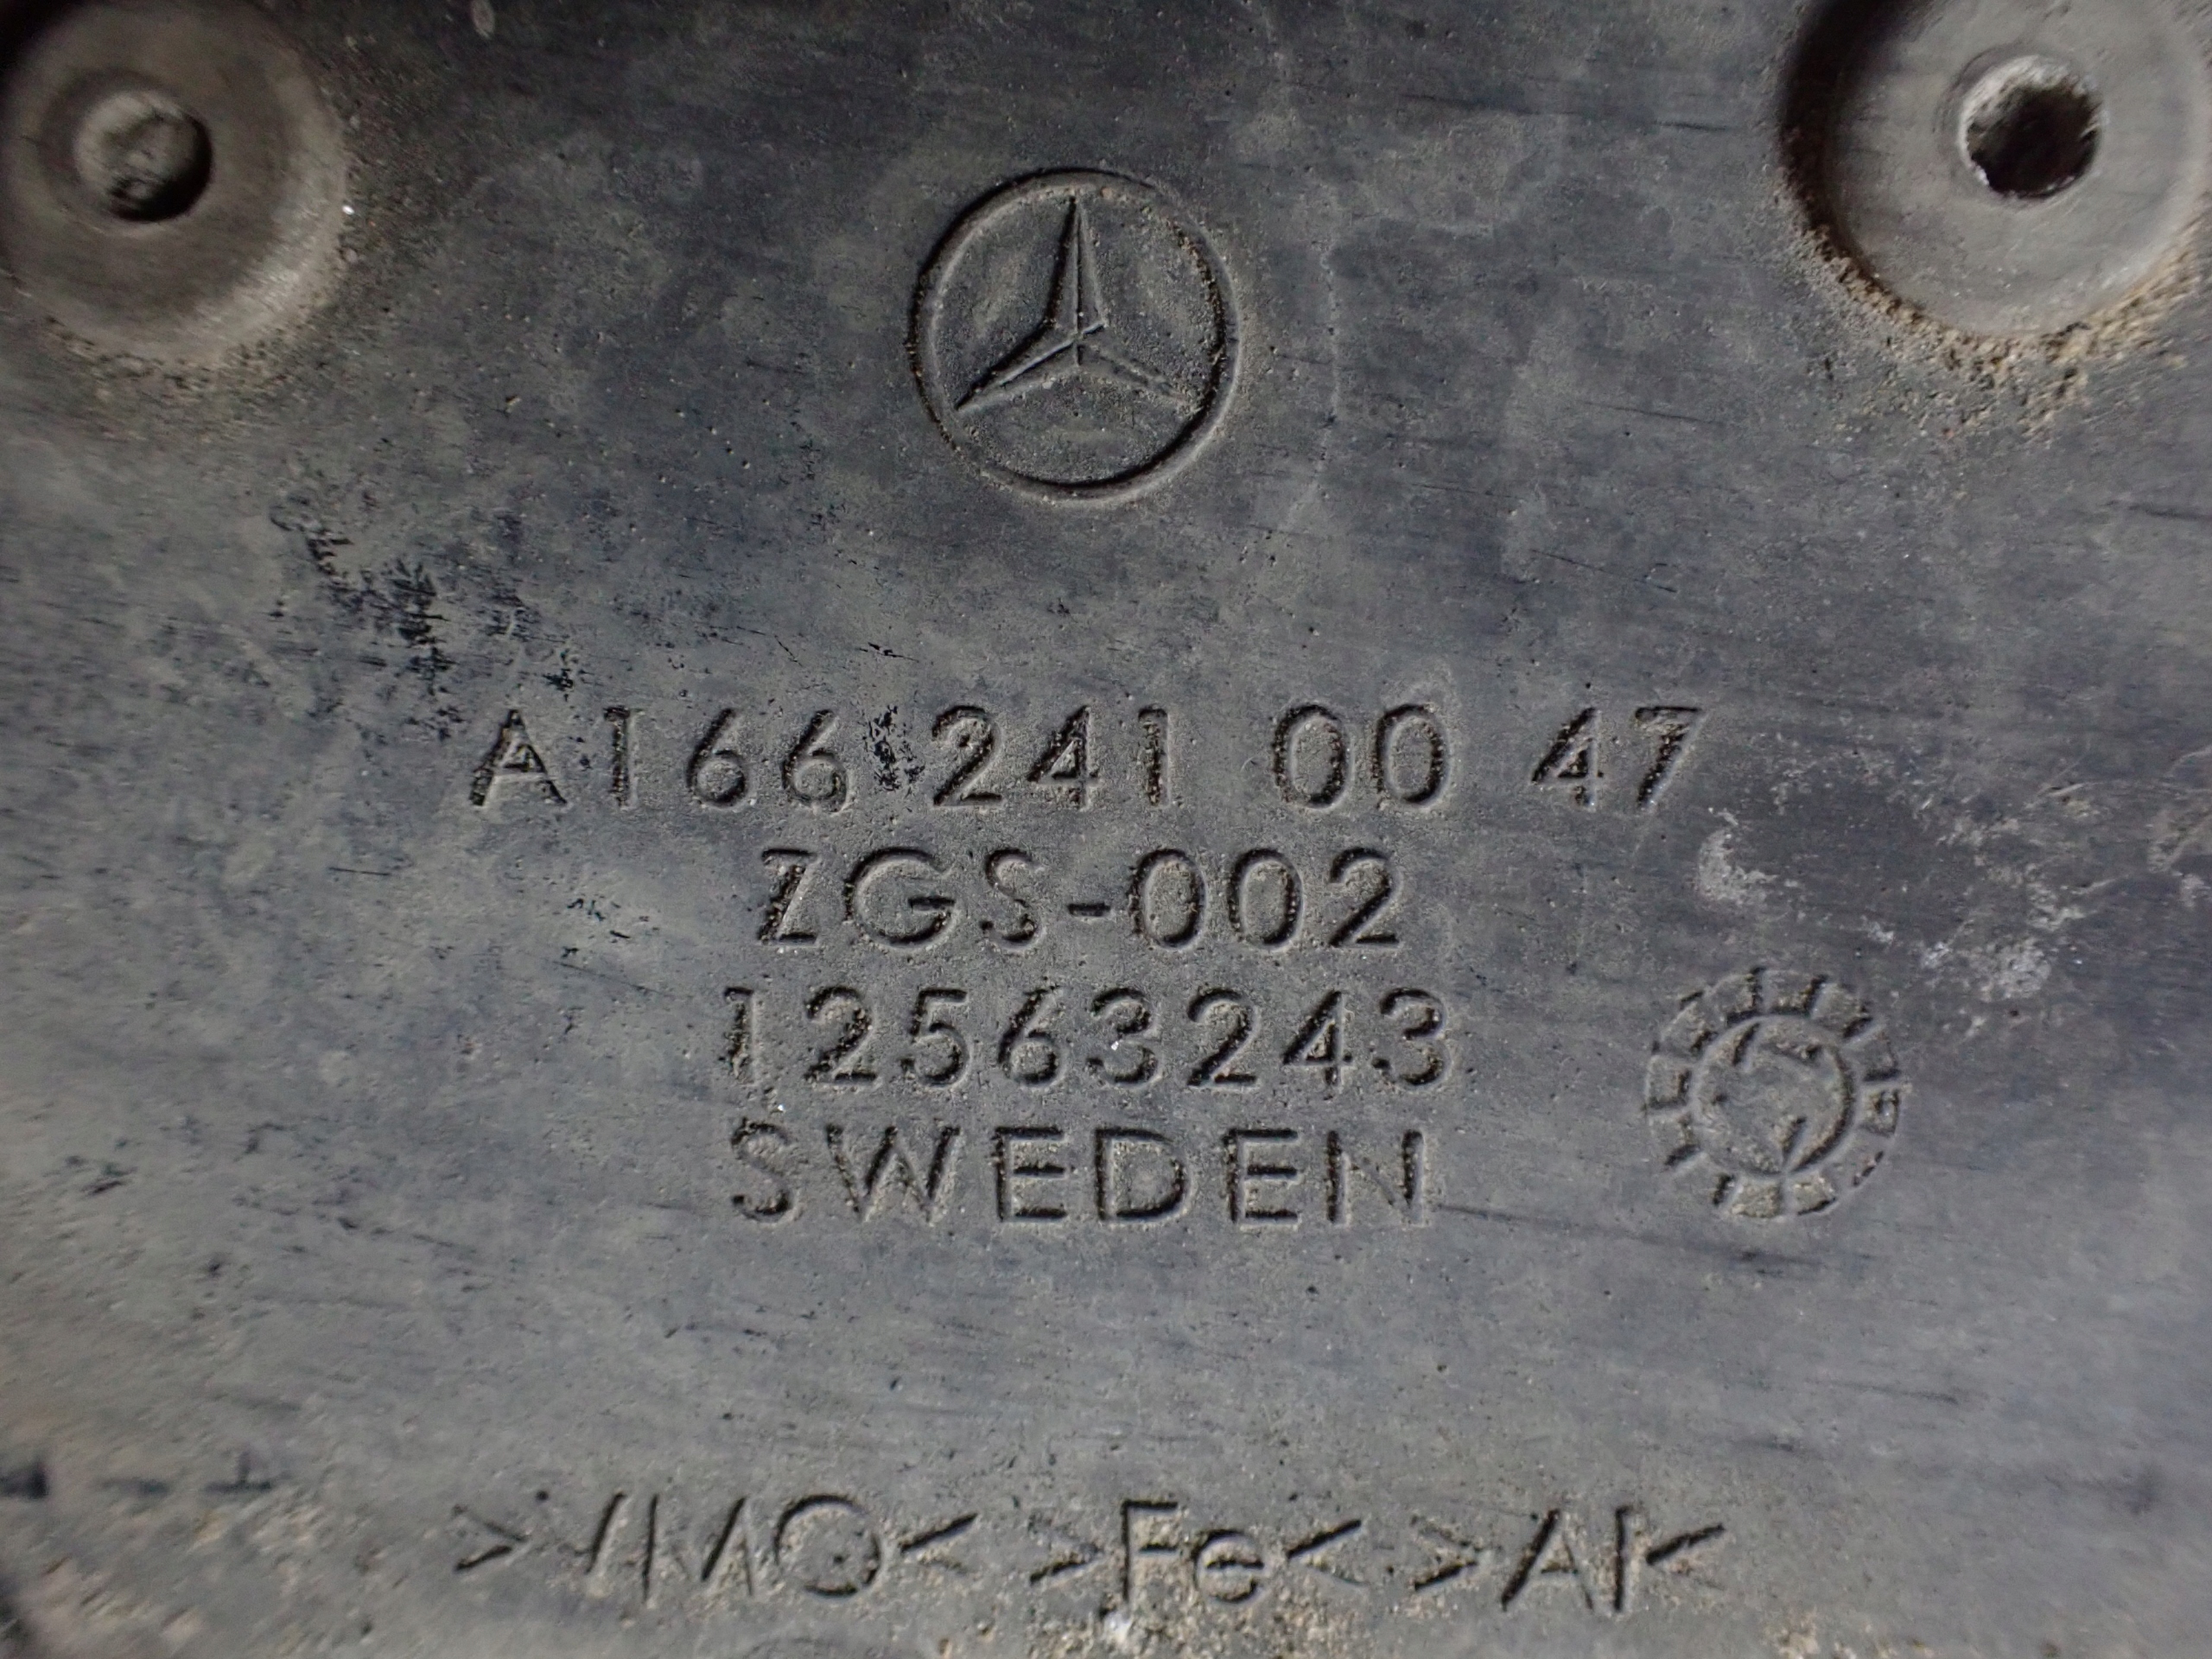 A166 241 00 47
ZGS-002
12563243
SWEDEN
>VMQ< >Fe< >Al<